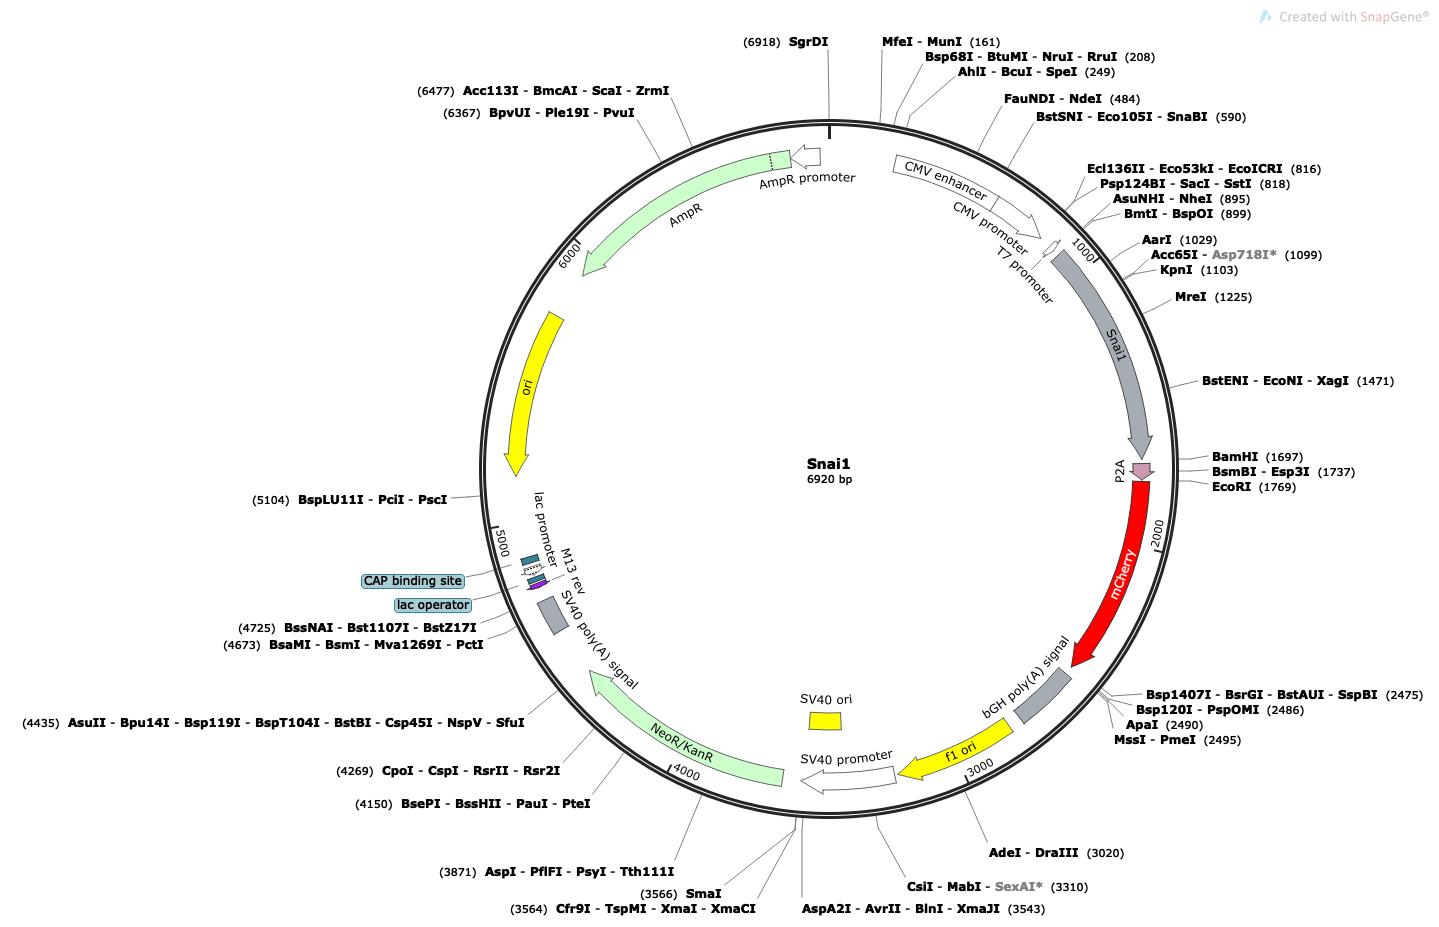 Created with SnapGene®
(6918) SgrDI
MfeI - MunI (161)
Bsp68I - BtuMI - NruI - RruI (208)
AhlI - BcuI - SpeI (249)
(6477) Acc113I - BmcAI - ScaI - ZrmI
FauNDI - NdeI (484)
(6367) BpvUI - Ple19I - PvuI
BstSNI - Eco105I - SnaBI (590)
Ecl136II - Eco53kI - EcoICRI (816)
Psp124BI - SacI - SstI (818)
AsuNHI - NheI (895)
BmtI - BspOI (899)
AarI (1029)
Acc65I - Asp718I* (1099)
KpnI (1103)
MreI (1225)
BstENI - EcoNI - XagI (1471)
BamHI (1697)
BsmBI - Esp3I (1737)
EcoRI (1769)
Bsp1407I - BsrGI - BstAUI - SspBI (2475)
Bsp120I - PspOMI (2486)
ApaI (2490)
MssI - PmeI (2495)
AdeI - DraIII (3020)
CsiI - MabI - SexAI* (3310)
AspA2I - AvrII - BlnI - XmaJI (3543)
(3564) Cfr9I - TspMI - XmaI - XmaCI
(3566) SmaI
(3871) AspI - PflFI - PsyI - Tth111I
(4150) BsePI - BssHII - PauI - PteI
(4269) CpoI - CspI - RsrII - Rsr2I
(4435) AsuII - Bpu14I - Bsp119I - BspT104I - BstBI - Csp45I - NspV - SfuI
(4673) BsaMI - BsmI - Mva1269I - PctI
(4725) BssNAI - Bst1107I - BstZ17I
lac operator
CAP binding site
(5104) BspLU11I - PciI - PscI
AmpR promoter
AmpR
CMV enhancer
CMV promoter
T7 promoter
1000
Snai1
P2A
mCherry
2000
bGH poly(A) signal
f1 ori
3000
SV40 promoter
SV40 ori
NeoR/KanR
4000
SV40 poly(A) signal
M13 rev
lac promoter
5000
ori
6000
Snai1
6920 bp